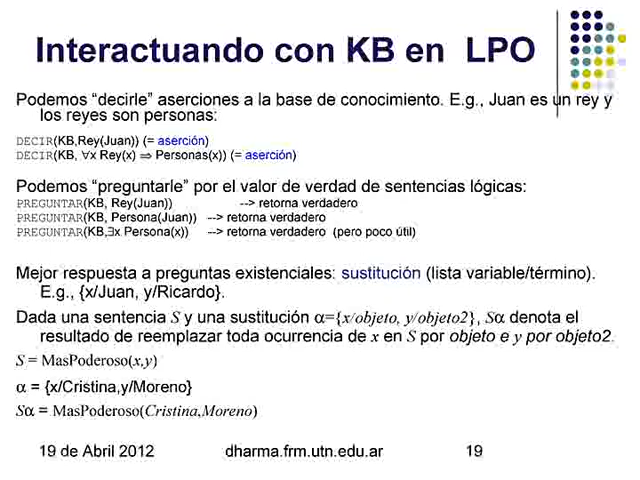 Interactuando con KB en LPO
Podemos “decirle” aserciones a la base de conocimiento. E.g., Juan es un rey y
los reyes son personas:
DECIR(KB,Rey(Juan)) (= aserción)
DECIR(KB, ∀x Rey(x) ⇒ Personas(x)) (= aserción)
Podemos “preguntarle” por el valor de verdad de sentencias lógicas:
PREGUNTAR(KB, Rey(Juan)) --> retorna verdadero
PREGUNTAR(KB, Persona(Juan)) --> retorna verdadero
PREGUNTAR(KB,∃x Persona(x)) --> retorna verdadero (pero poco útil)
Mejor respuesta a preguntas existenciales: sustitución (lista variable/término).
E.g., {x/Juan, y/Ricardo}.
Dada una sentencia S y una sustitución α={x/objeto, y/objeto2}, Sα denota el
resultado de reemplazar toda ocurrencia de x en S por objeto e y por objeto2.
S = MasPoderoso(x,y)
α = {x/Cristina,y/Moreno}
Sα = MasPoderoso(Cristina,Moreno)
19 de Abril 2012 dharma.frm.utn.edu.ar 19